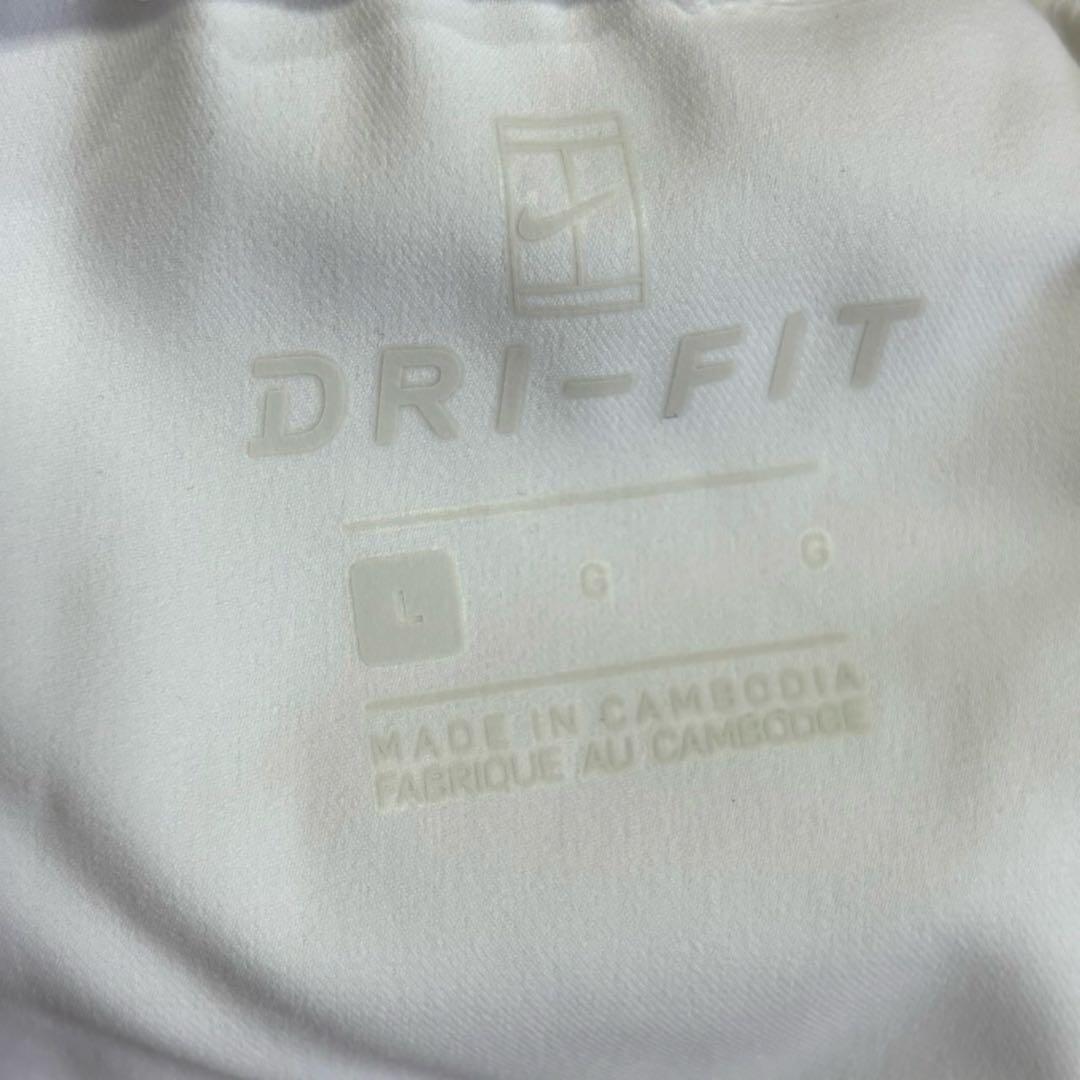 DRI-FIT
L G G
MADE IN CAMBODIA
FABRIQUE AU CAMBODGE